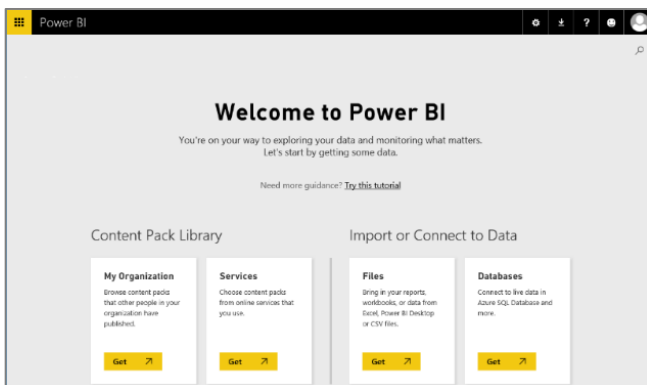 Power BI
?
Welcome to Power BI
You're on your way to exploring your data and monitoring what matters.
Let's start by getting some data.
Need more guidance? Try this tutorial
Content Pack Library
My Organization
Browse content packs
that other people in your
organization have
published.
Get
Services
Choose content packs
from online services that
you use.
Get
Import or Connect to Data
Files
Bring in your reports,
workbooks, or data from
Excel, Power BI Desktop
or CSV files.
Get
Databases
Connect to live data in
Azure SQL Database and
more.
Get